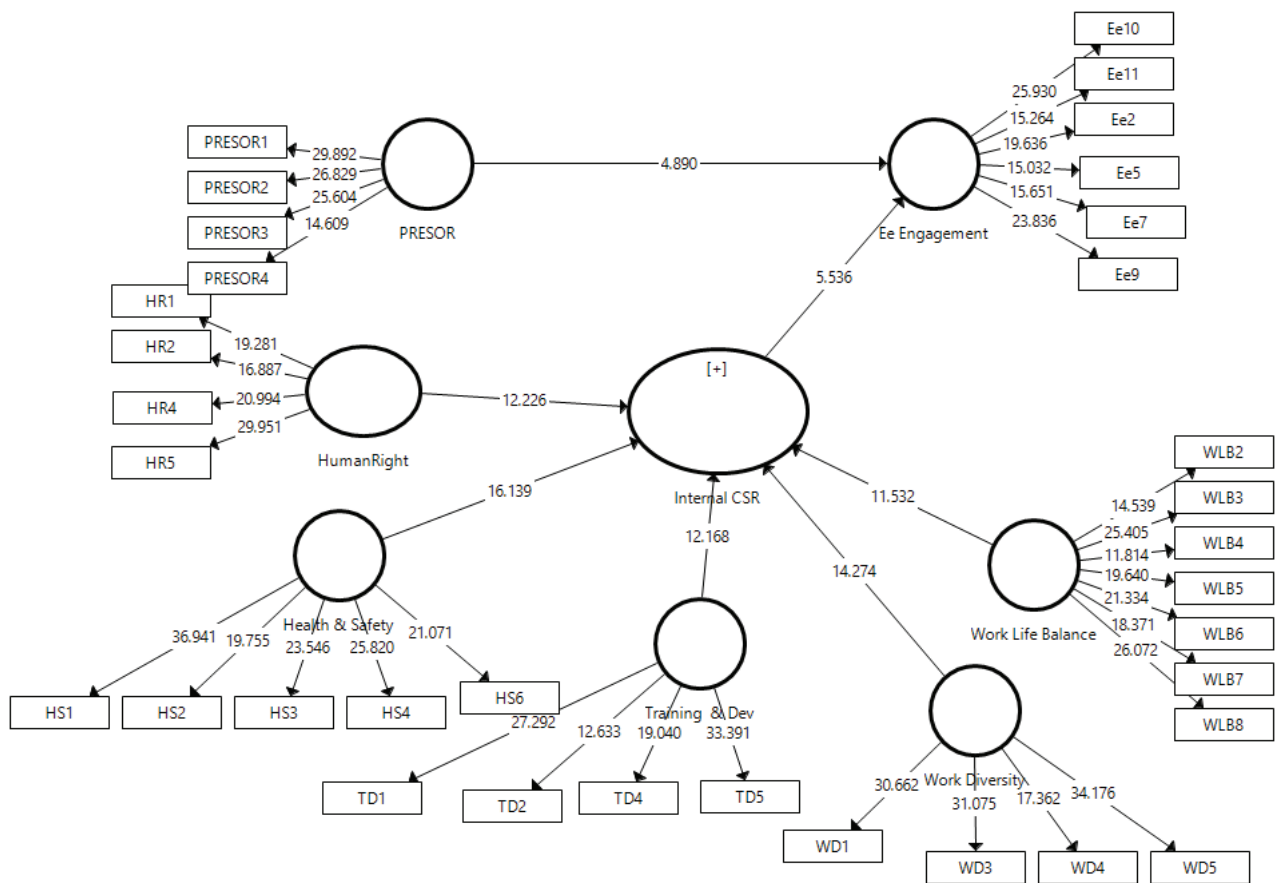 Ee10
25.930
Ee11
15.264
Ee2
19.636
15.032
Ee5
15.651
Ee7
23.836
Ee9
Ee Engagement
PRESOR1
29.892
PRESOR2
26.829
PRESOR3
25.604
PRESOR4
14.609
PRESOR
4.890
5.536
HR1
19.281
HR2
16.887
HR4
20.994
HR5
29.951
HumanRight
12.226
[+]
Internal CSR
16.139
12.168
14.274
11.532
WLB2
14.539
WLB3
25.405
WLB4
11.814
WLB5
19.640
WLB6
21.334
WLB7
18.371
WLB8
26.072
Work Life Balance
Health & Safety
36.941
19.755
23.546
25.820
21.071
HS1
HS2
HS3
HS4
HS6
Training & Dev
27.292
12.633
19.040
33.391
TD1
TD2
TD4
TD5
Work Diversity
30.662
31.075
17.362
34.176
WD1
WD3
WD4
WD5